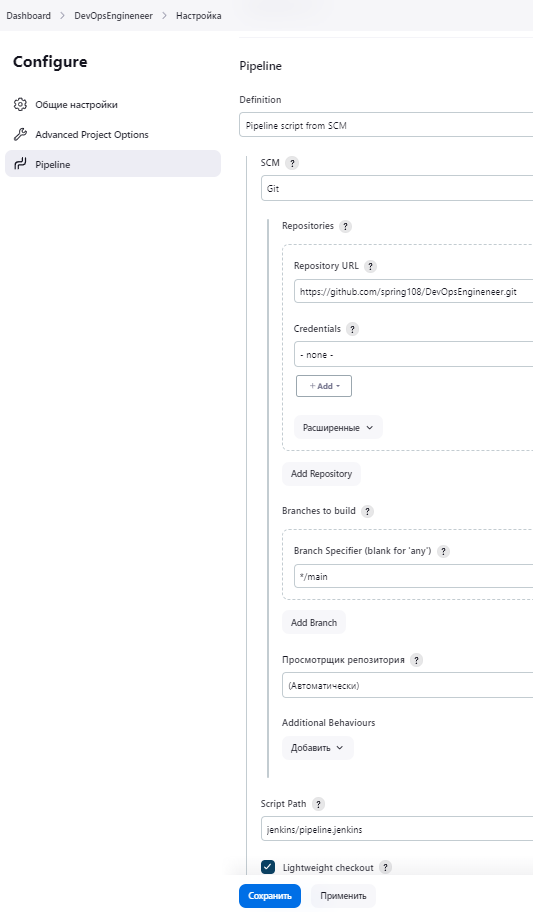 Dashboard > DevOpsEngineneer > Настройка
Configure
Общие настройки
Advanced Project Options
Pipeline
Pipeline
Definition
Pipeline script from SCM
SCM ?
Git
Repositories ?
Repository URL ?
https://github.com/spring108/DevOpsEngineneer.git
Credentials ?
- none -
+ Add
Расширенные
Add Repository
Branches to build ?
Branch Specifier (blank for 'any') ?
*/main
Add Branch
Просмотрщик репозитория ?
(Автоматически)
Additional Behaviours
Добавить
Script Path ?
jenkins/pipeline.jenkins
Lightweight checkout ?
Сохранить
Применить